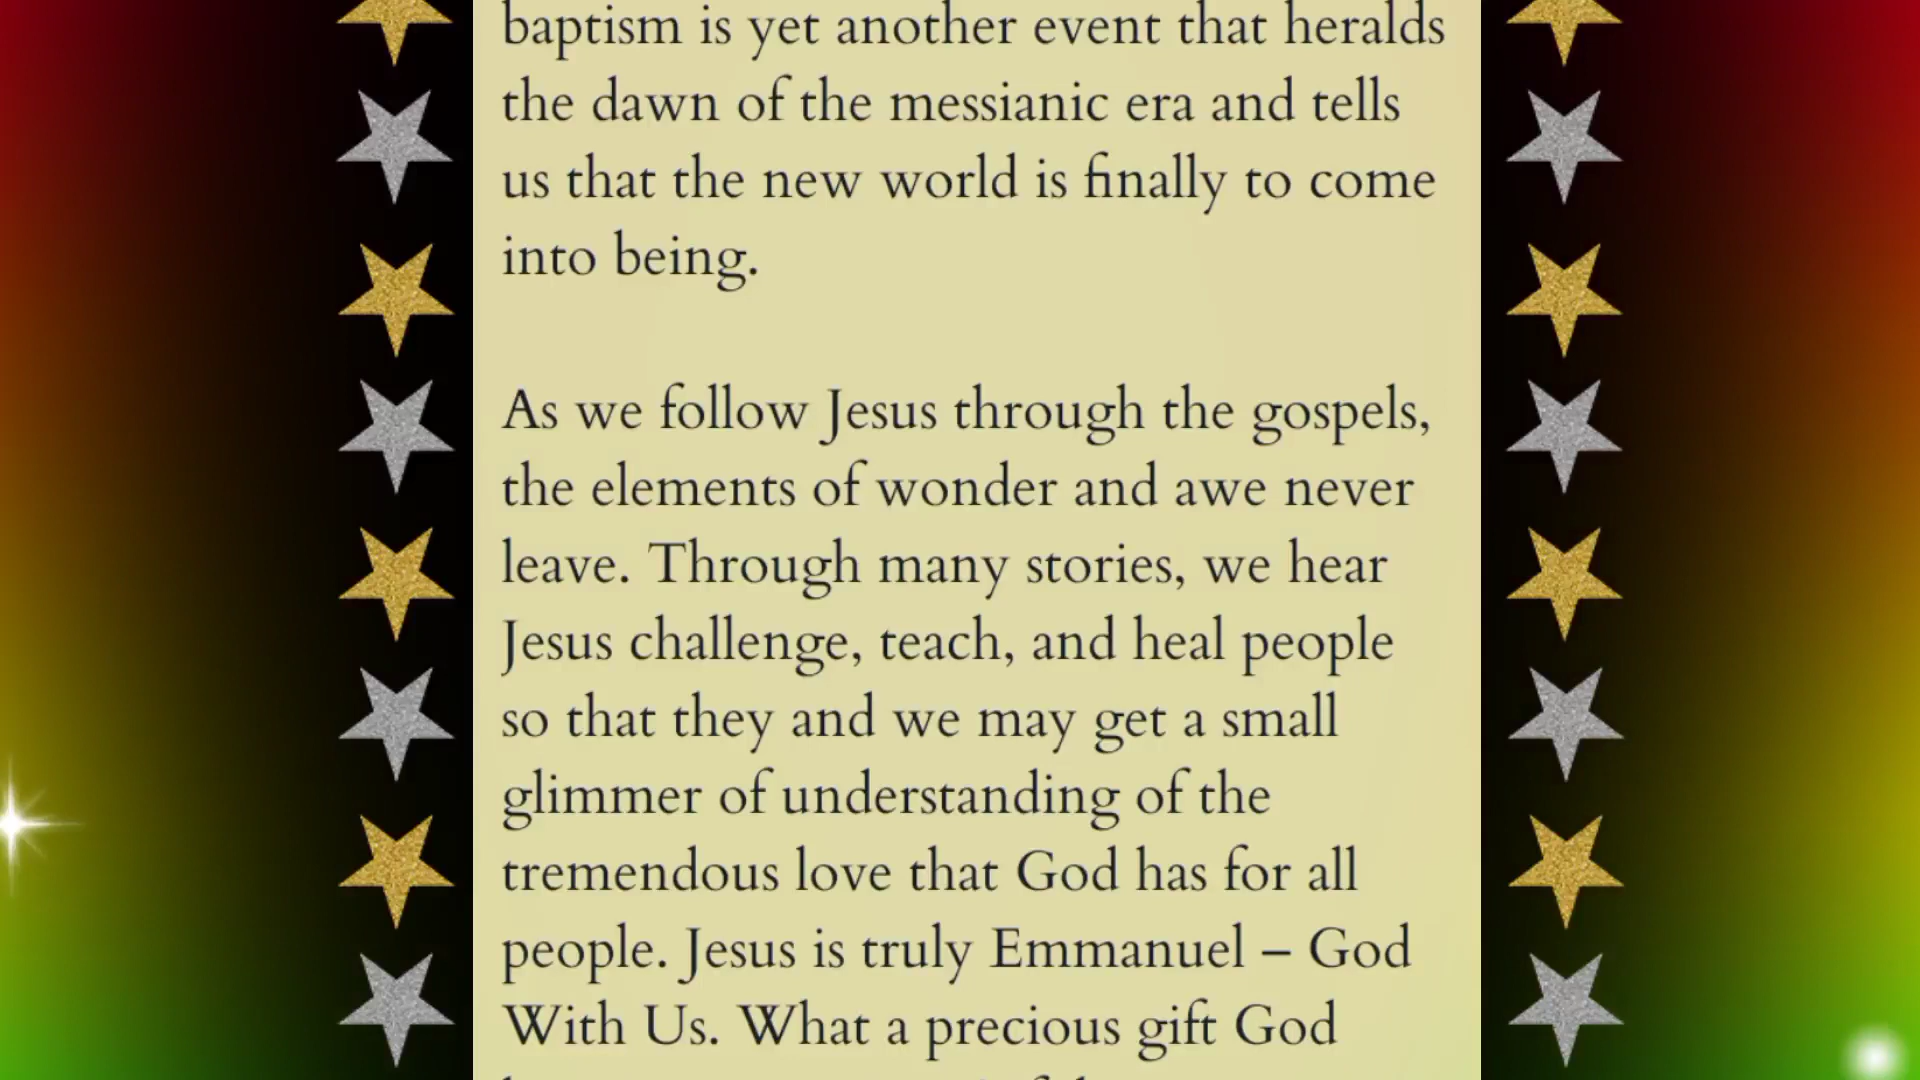 baptism is yet another event that heralds
the dawn of the messianic era and tells
us that the new world is finally to come
into being.
As we follow Jesus through the gospels,
the elements of wonder and awe never
leave. Through many stories, we hear
Jesus challenge, teach, and heal people
so that they and we may get a small
glimmer of understanding of the
tremendous love that God has for all
people. Jesus is truly Emmanuel – God
With Us. What a precious gift God